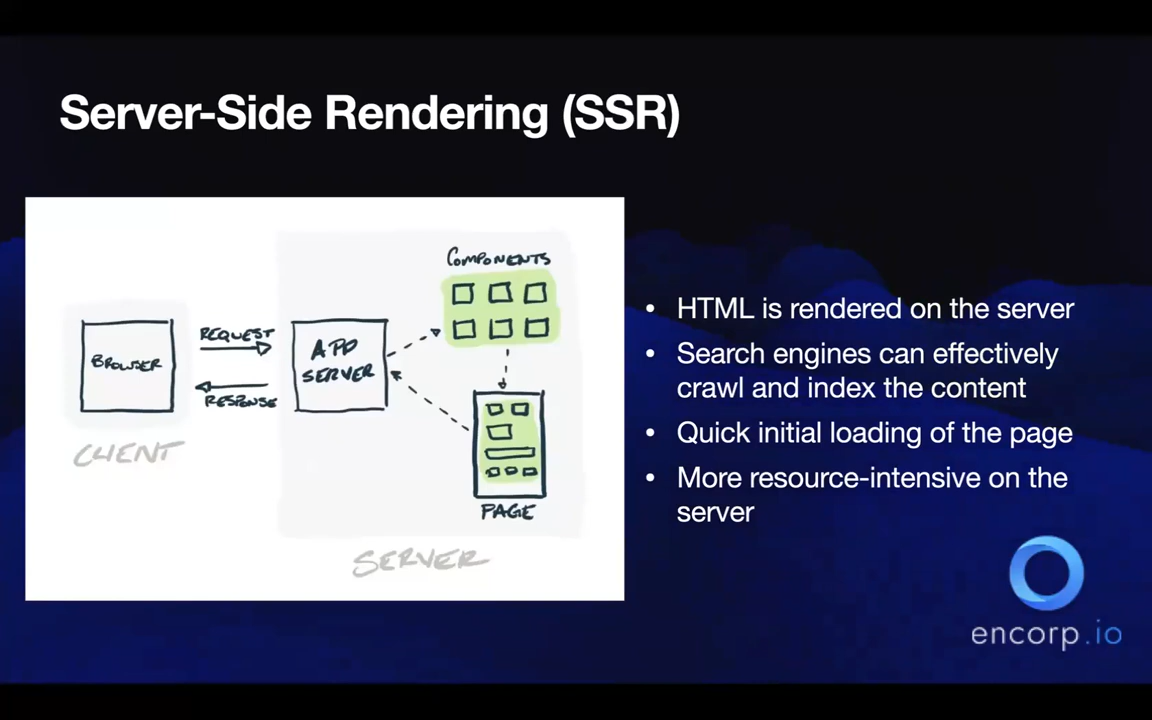 Server-Side Rendering (SSR)
COMPONENTS
REQUEST
BROWSER
APP
SERVER
RESPONSE
CLIENT
PAGE
SERVER
• HTML is rendered on the server
• Search engines can effectively
crawl and index the content
• Quick initial loading of the page
• More resource-intensive on the
server
encorp.io